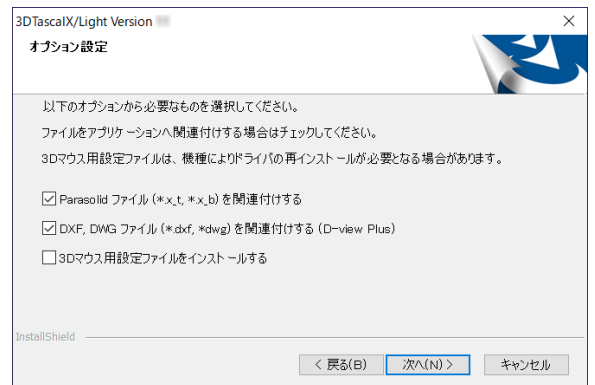 3DTascalX/Light Version
オプション設定
以下のオプションから必要なものを選択してください。
ファイルをアプリケーションへ関連付けする場合はチェックしてください。
3Dマウス用設定ファイルは、機種によりドライバの再インストールが必要となる場合があります。
Parasolid ファイル (*.x_t, *.x_b) を関連付けする
DXF, DWG ファイル (*.dxf, *dwg) を関連付けする (D-view Plus)
3Dマウス用設定ファイルをインストールする
InstallShield
< 戻る(B) 次へ(N) > キャンセル